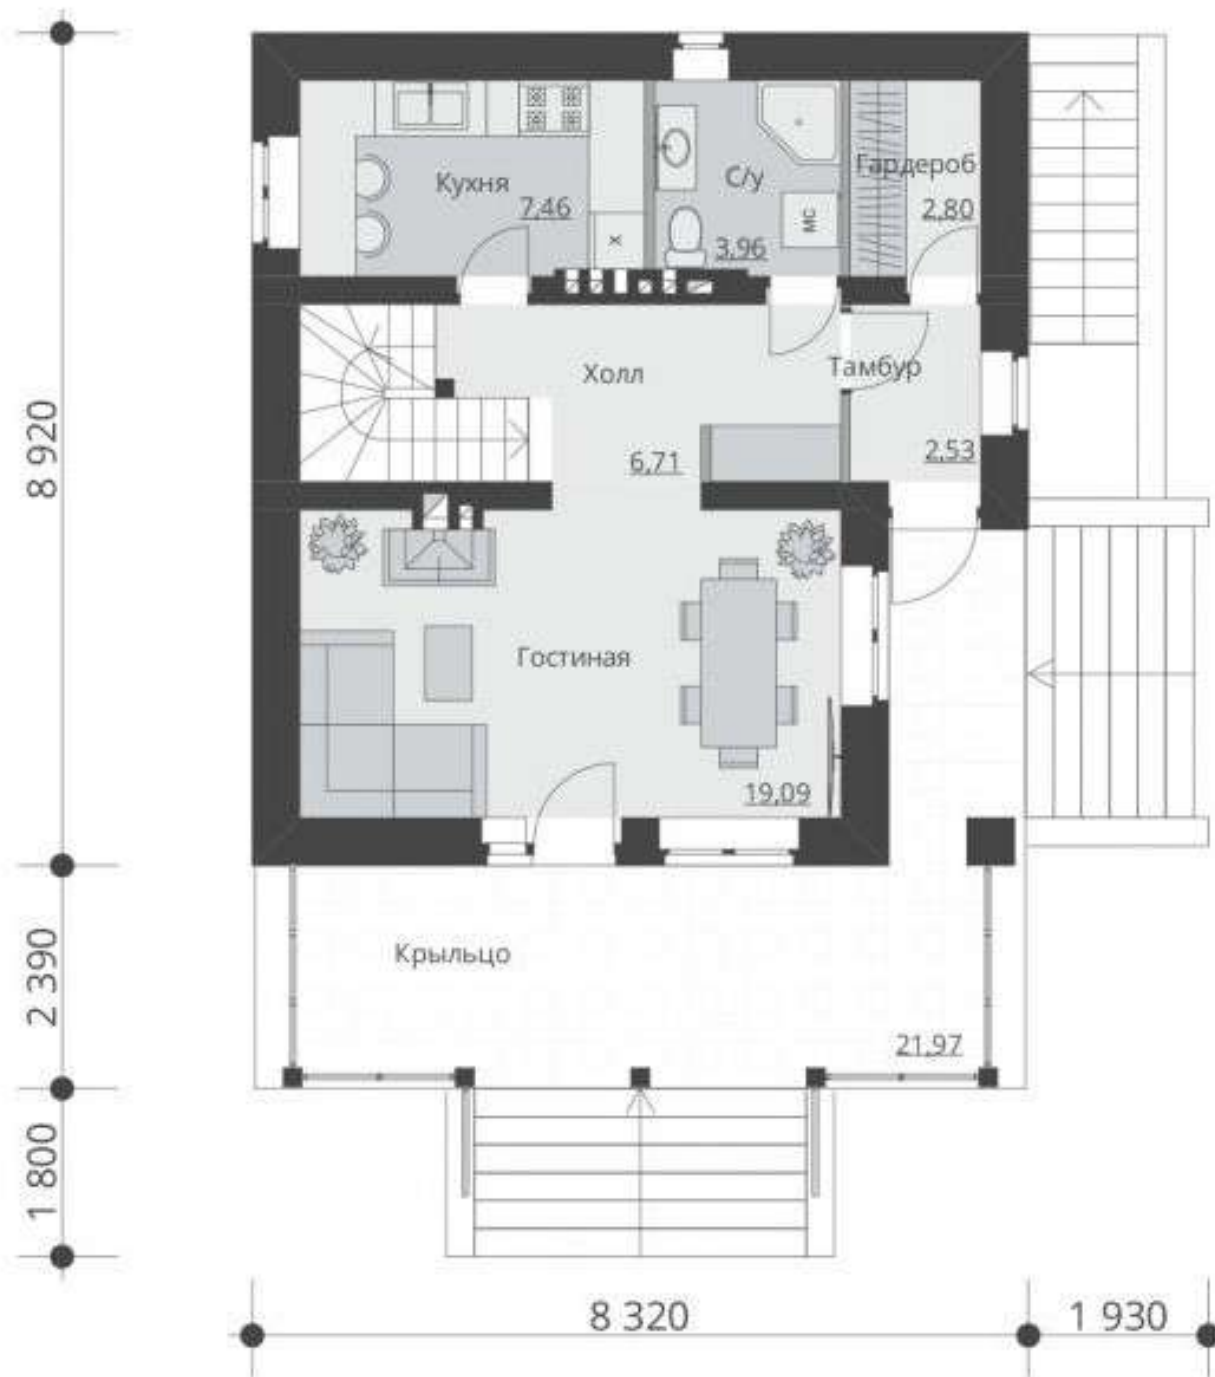 Гардероб
Кухня
С/у
7,46
2,80
МС
3,96
х
Холл
Тамбур
8 920
6,71
2,53
Гостиная
19,09
Крыльцо
2 390
21,97
1 800
8 320
1 930